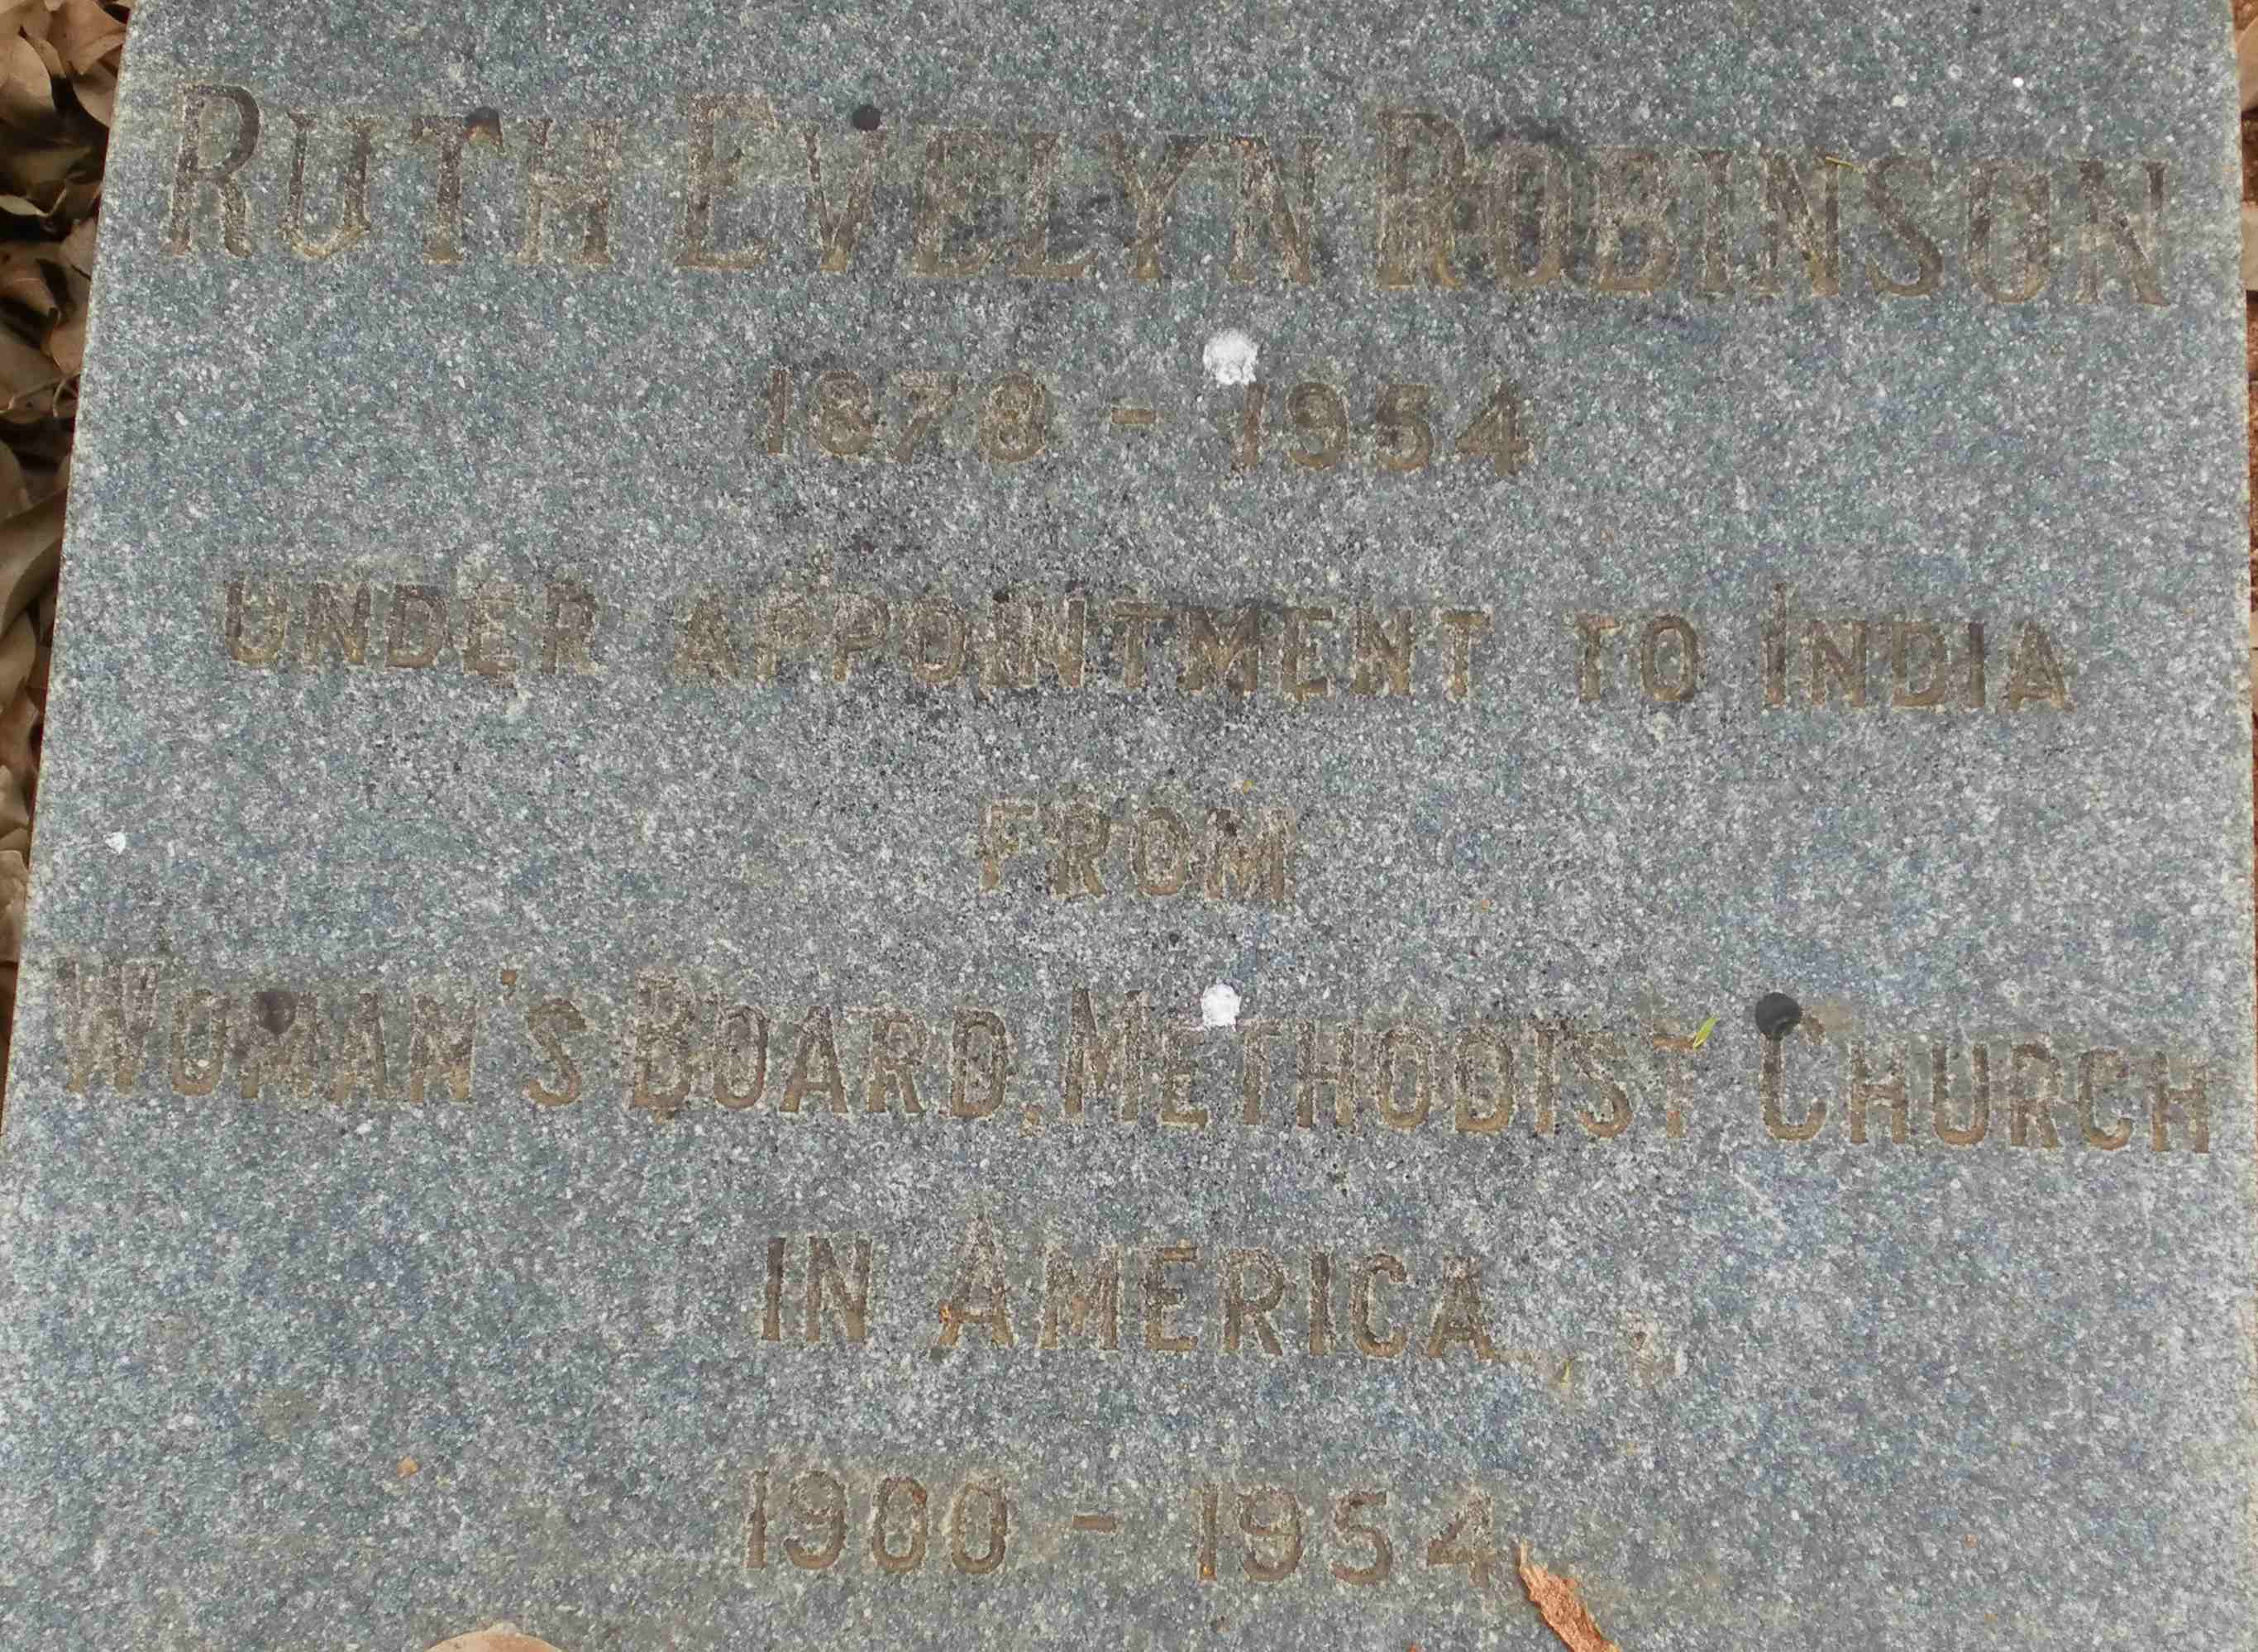 RUTH EVELYN ROBINSON
1878 - 1954
UNDER APPOINTMENT TO INDIA
FROM
WOMAN'S BOARD, METHODIST CHURCH
IN AMERICA
1900 - 1954